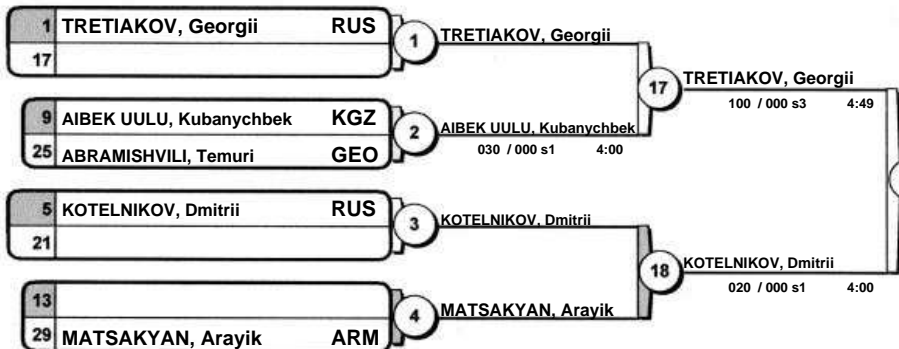 1 TRETIAKOV, Georgii RUS
17
1
TRETIAKOV, Georgii
9 AIBEK UULU, Kubanychbek KGZ
25 ABRAMISHVILI, Temuri GEO
2
AIBEK UULU, Kubanychbek
030 / 000 s1 4:00
17
TRETIAKOV, Georgii
100 / 000 s3 4:49
5 KOTELNIKOV, Dmitrii RUS
21
3
KOTELNIKOV, Dmitrii
13
29 MATSAKYAN, Arayik ARM
4
MATSAKYAN, Arayik
18
KOTELNIKOV, Dmitrii
020 / 000 s1 4:00